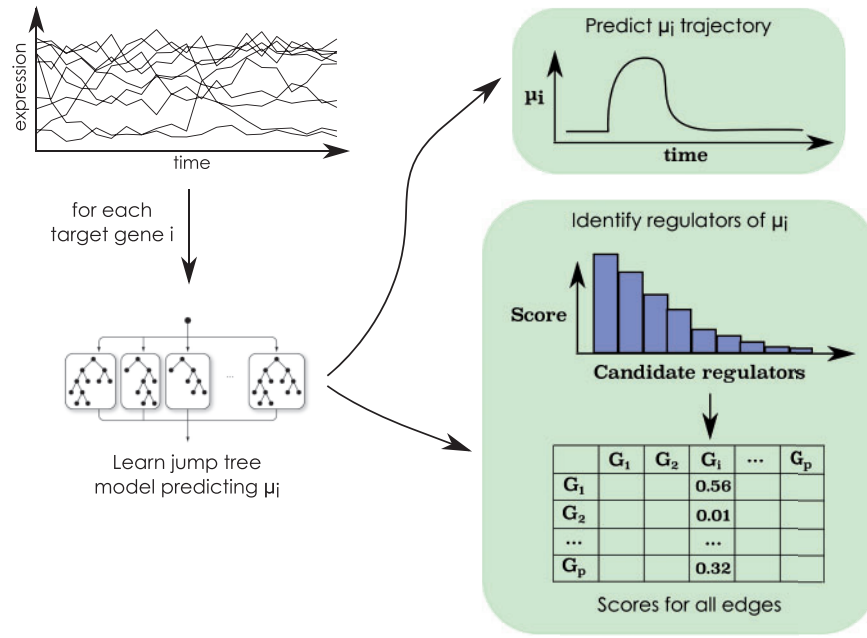 expression
time
for each
target gene i
...
Learn jump tree
model predicting μi
Predict μi trajectory
μi
time
Identify regulators of μi
Score
Candidate regulators
G1 G2 Gi ... Gp
G1 0.56
G2 0.01
... ...
Gp 0.32
Scores for all edges